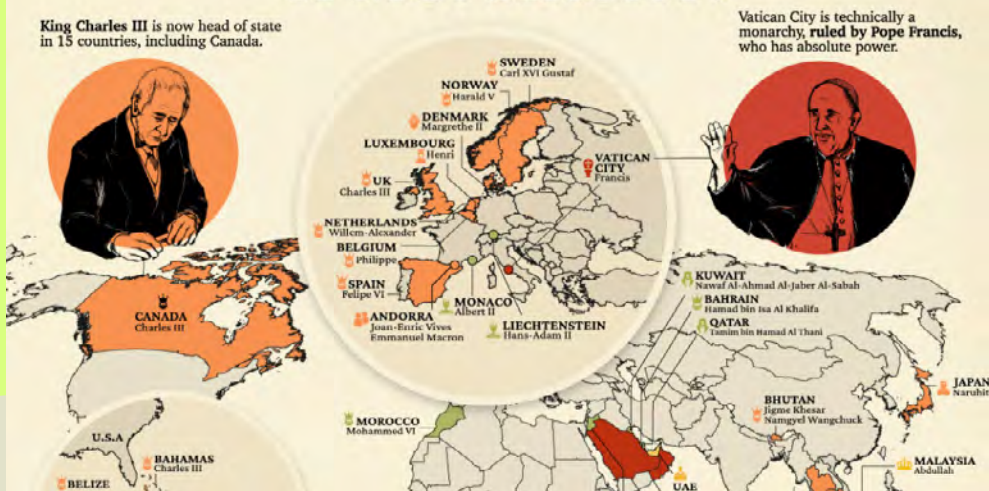 King Charles III is now head of state
in 15 countries, including Canada.
Vatican City is technically a
monarchy, ruled by Pope Francis,
who has absolute power.
SWEDEN
Carl XVI Gustaf
NORWAY
Harald V
DENMARK
Margrethe II
LUXEMBOURG
Henri
UK
Charles III
VATICAN
CITY
Francis
NETHERLANDS
Willem-Alexander
BELGIUM
Philippe
SPAIN
Felipe VI
ANDORRA
Joan-Enric Vives
Emmanuel Macron
MONACO
Albert II
LIECHTENSTEIN
Hans-Adam II
CANADA
Charles III
KUWAIT
Nawaf Al-Ahmad Al-Jaber Al-Sabah
BAHRAIN
Hamad bin Isa Al Khalifa
QATAR
Tamim bin Hamad Al Thani
JAPAN
Naruhit
BHUTAN
Jigme Khesar
Namgyel Wangchuck
MOROCCO
Mohammed VI
U.S.A
BAHAMAS
Charles III
BELIZE
UAE
MALAYSIA
Abdullah